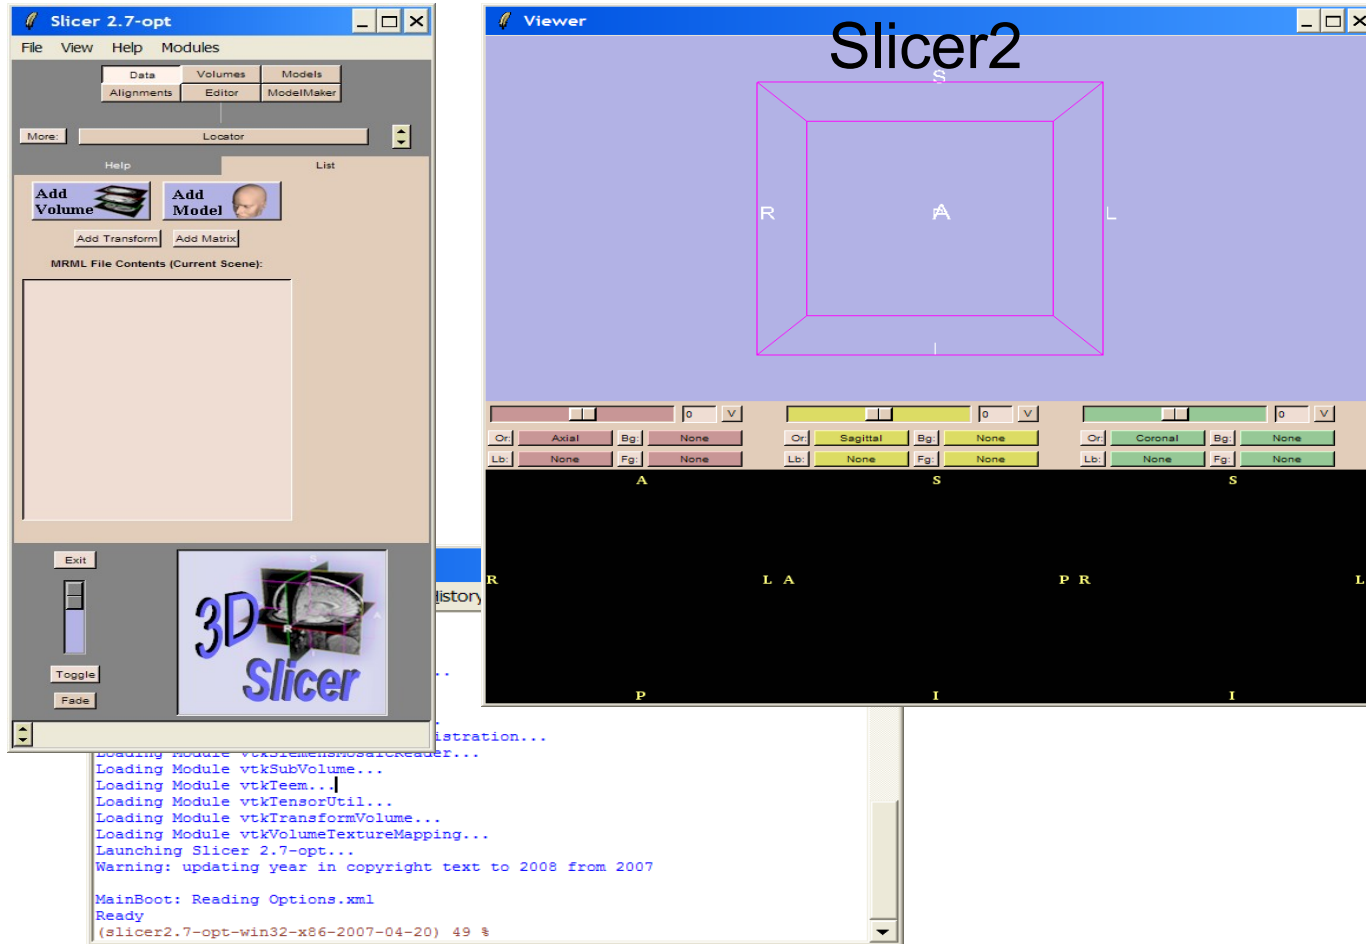 Slicer 2.7-opt
File View Help Modules
Data Volumes Models
Alignments Editor ModelMaker
More: Locator
Help List
Add Volume
Add Model
Add Transform Add Matrix
MRML File Contents (Current Scene):
Exit
Toggle
Fade
3D
Slicer
R
Viewer
Slicer2
S
R A L
I
0 V 0 V 0 V
Or: Axial Bg: None Or: Sagittal Bg: None Or: Coronal Bg: None
Lb: None Fg: None Lb: None Fg: None Lb: None Fg: None
A S S
R L A P R L
P I I
istory
..
.
istration...
Loading Module vtkSiemensMosaicReader...
Loading Module vtkSubVolume...
Loading Module vtkTeem...
Loading Module vtkTensorUtil...
Loading Module vtkTransformVolume...
Loading Module vtkVolumeTextureMapping...
Launching Slicer 2.7-opt...
Warning: updating year in copyright text to 2008 from 2007
MainBoot: Reading Options.xml
Ready
(slicer2.7-opt-win32-x86-2007-04-20) 49 %